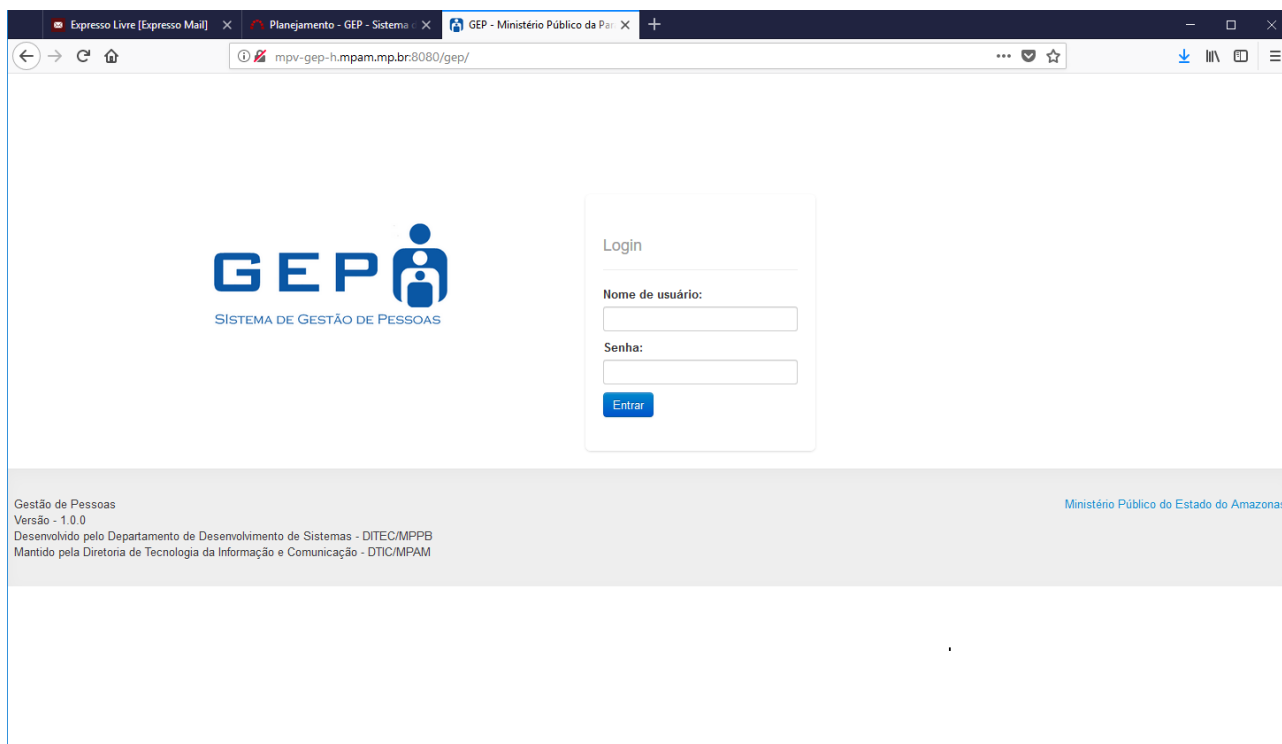 Expresso Livre [Expresso Mail]
Planejamento - GEP - Sistema
GEP - Ministério Público da Par
mpv-gep-h.mpam.mp.br:8080/gep/
GEP
SISTEMA DE GESTÃO DE PESSOAS
Login
Nome de usuário:
Senha:
Entrar
Gestão de Pessoas
Versão - 1.0.0
Desenvolvido pelo Departamento de Desenvolvimento de Sistemas - DITEC/MPPB
Mantido pela Diretoria de Tecnologia da Informação e Comunicação - DTIC/MPAM
Ministério Público do Estado do Amazonas